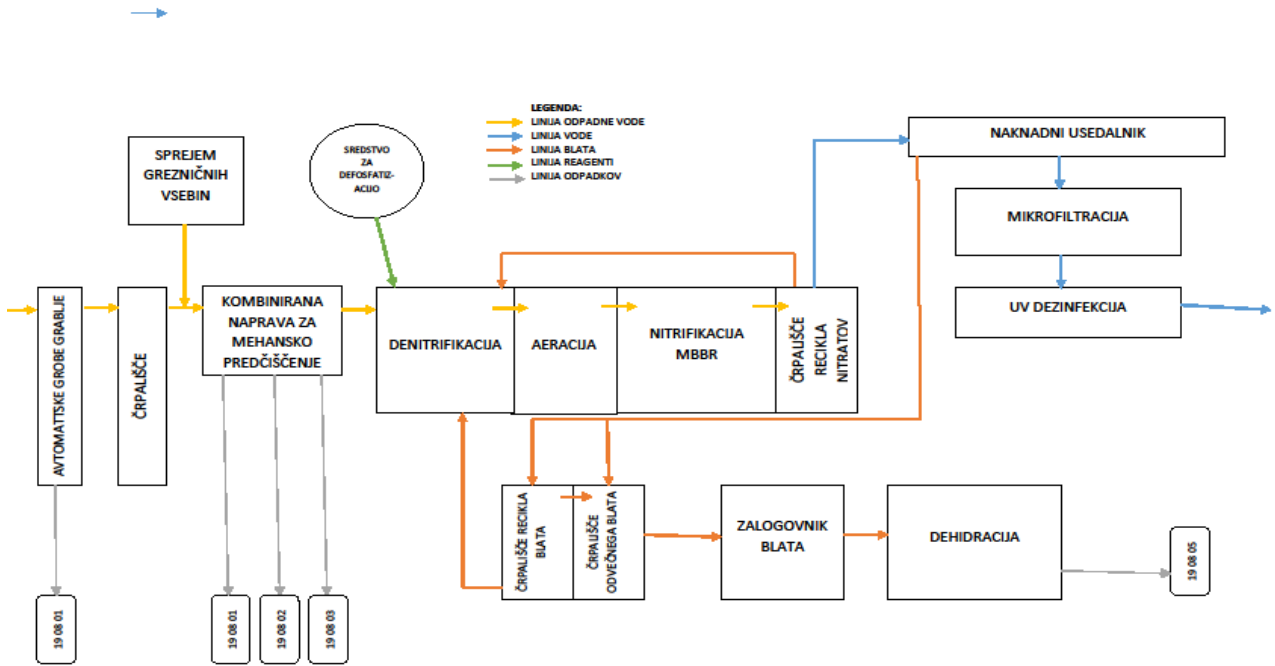 LEGENDA:
LINIJA ODPADNE VODE
LINIJA VODE
LINIJA BLATA
LINIJA REAGENTI
LINIJA ODPADKOV
SPREJEM
GREZNIČNIH
VSEBIN
SREDSTVO
ZA
DEFOSFATIZ-
ACIJO
NAKNADNI USEDALNIK
MIKROFILTRACIJA
UV DEZINFEKCIJA
AVTOMATTSKE GROBE GRABLJE
ČRPALIŠČE
KOMBINIRANA
NAPRAVA ZA
MEHANSKO
PREDČIŠČENJE
DENITRIFIKACIJA
AERACIJA
NITRIFIKACIJA
MBBR
ČRPALIŠČE
RECIKLA
NITRATOV
ČRPALIŠČE RECIKLA
BLATA
ČRPALIŠČE
ODVEČNEGA BLATA
ZALOGOVNIK
BLATA
DEHIDRACIJA
19 08 05
19 08 01
19 08 01
19 08 02
19 08 03